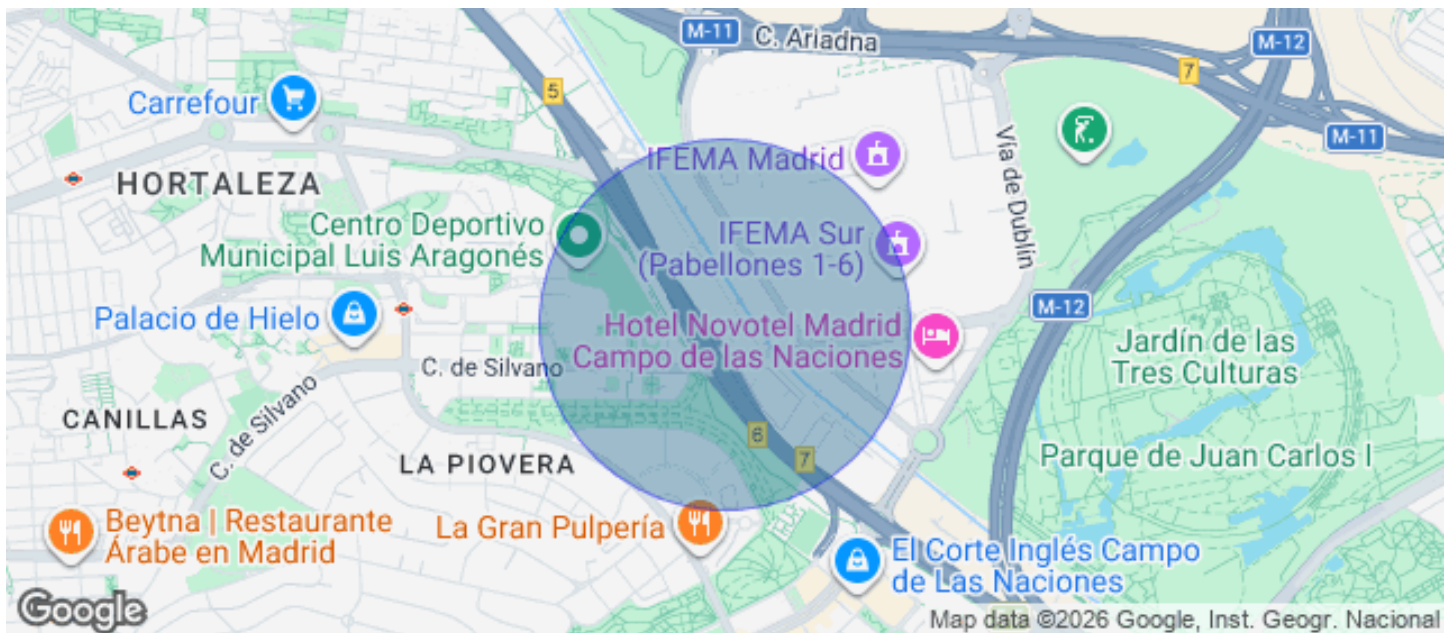 M-11
C. Ariadna
M-12
7
5
Carrefour
M-11
IFEMA Madrid
Vía de Dublín
HORTALEZA
Centro Deportivo
Municipal Luis Aragonés
IFEMA Sur
(Pabellones 1-6)
M-12
Palacio de Hielo
Hotel Novotel Madrid
Campo de las Naciones
Jardín de las
Tres Culturas
C. de Silvano
CANILLAS
C. de Silvano
6
7
LA PIOVERA
Parque de Juan Carlos I
Beytna | Restaurante
Árabe en Madrid
La Gran Pulpería
El Corte Inglés Campo
de Las Naciones
Google
Map data ©2026 Google, Inst. Geogr. Nacional